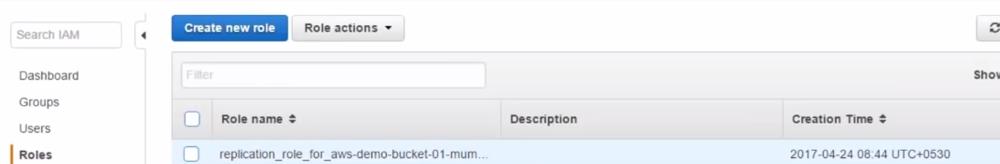 Search IAM
Dashboard
Groups
Users
Roles
Create new role
Role actions
Filter
Show
Role name
Description
Creation Time
replication_role_for_aws-demo-bucket-01-mum...
2017-04-24 08:44 UTC+0530